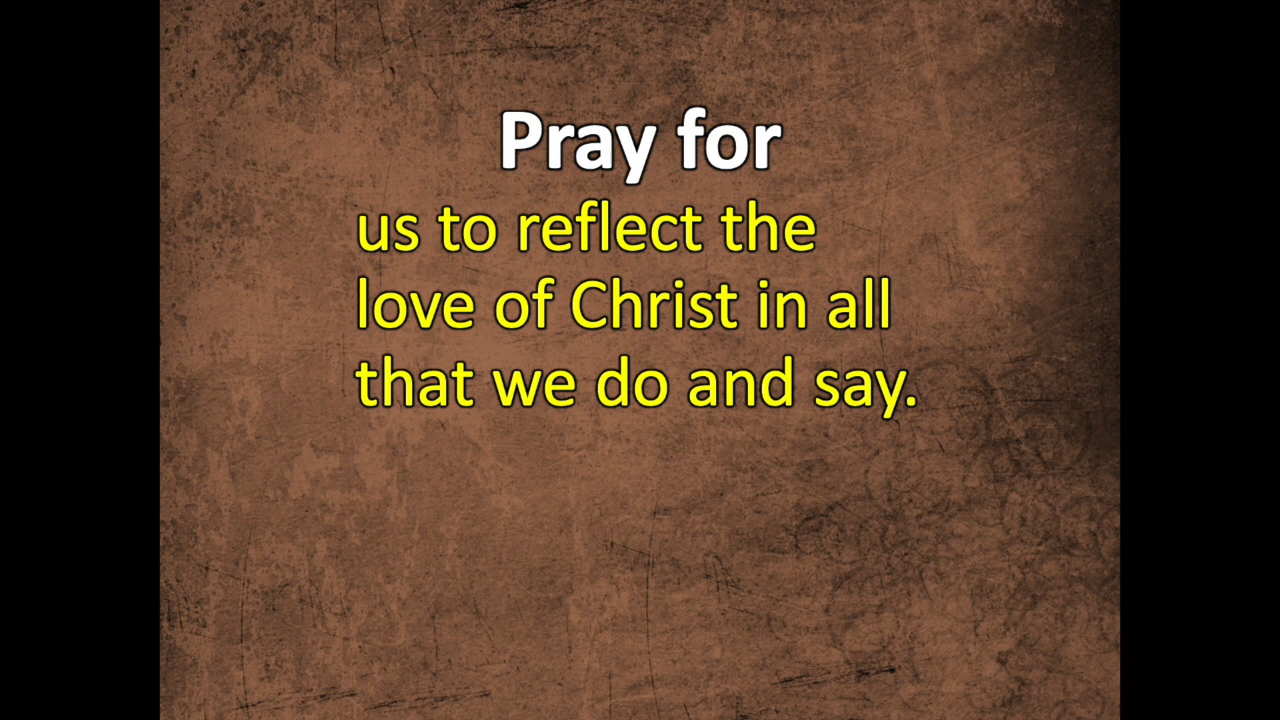 Pray for
us to reflect the
love of Christ in all
that we do and say.